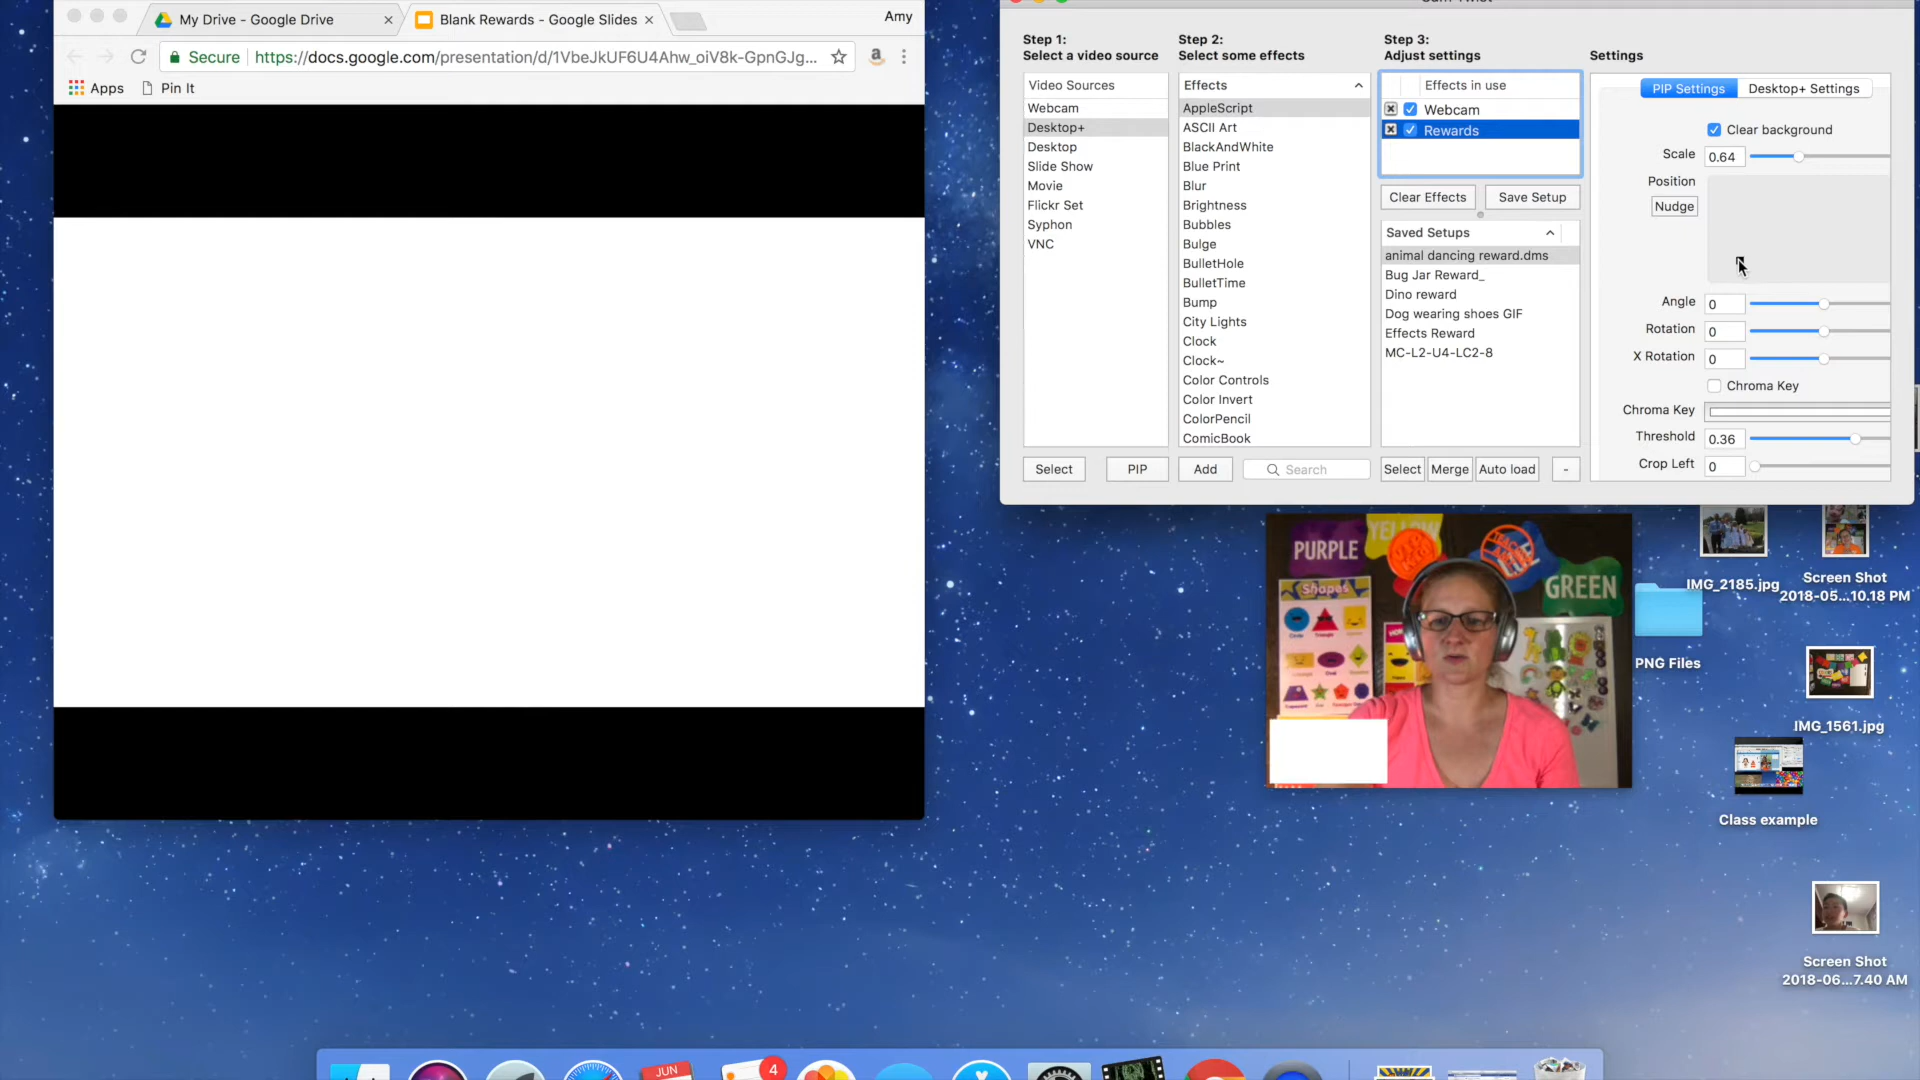 My Drive - Google Drive
Blank Rewards - Google Slides
Amy
Secure
https://docs.google.com/presentation/d/1VbeJkUF6U4Ahw_oiV8k-GpnGJg...
Apps
Pin It
Step 1:
Select a video source
Step 2:
Select some effects
Step 3:
Adjust settings
Settings
Video Sources
Webcam
Desktop+
Desktop
Slide Show
Movie
Flickr Set
Syphon
VNC
Select
PIP
Effects
AppleScript
ASCII Art
BlackAndWhite
Blue Print
Blur
Brightness
Bubbles
Bulge
BulletHole
BulletTime
Bump
City Lights
Clock
Clock~
Color Controls
Color Invert
ColorPencil
ComicBook
Add
Search
Effects in use
Webcam
Rewards
Clear Effects
Save Setup
Saved Setups
animal dancing reward.dms
Bug Jar Reward_
Dino reward
Dog wearing shoes GIF
Effects Reward
MC-L2-U4-LC2-8
Select
Merge
Auto load
-
PIP Settings
Desktop+ Settings
Clear background
Scale
0.64
Position
Nudge
Angle
0
Rotation
0
X Rotation
0
Chroma Key
Chroma Key
Threshold
0.36
Crop Left
0
PURPLE
YELLOW
GREEN
Shapes
IMG_2185.jpg
Screen Shot
2018-05...10.18 PM
PNG Files
IMG_1561.jpg
Class example
Screen Shot
2018-06...7.40 AM
JUN
4